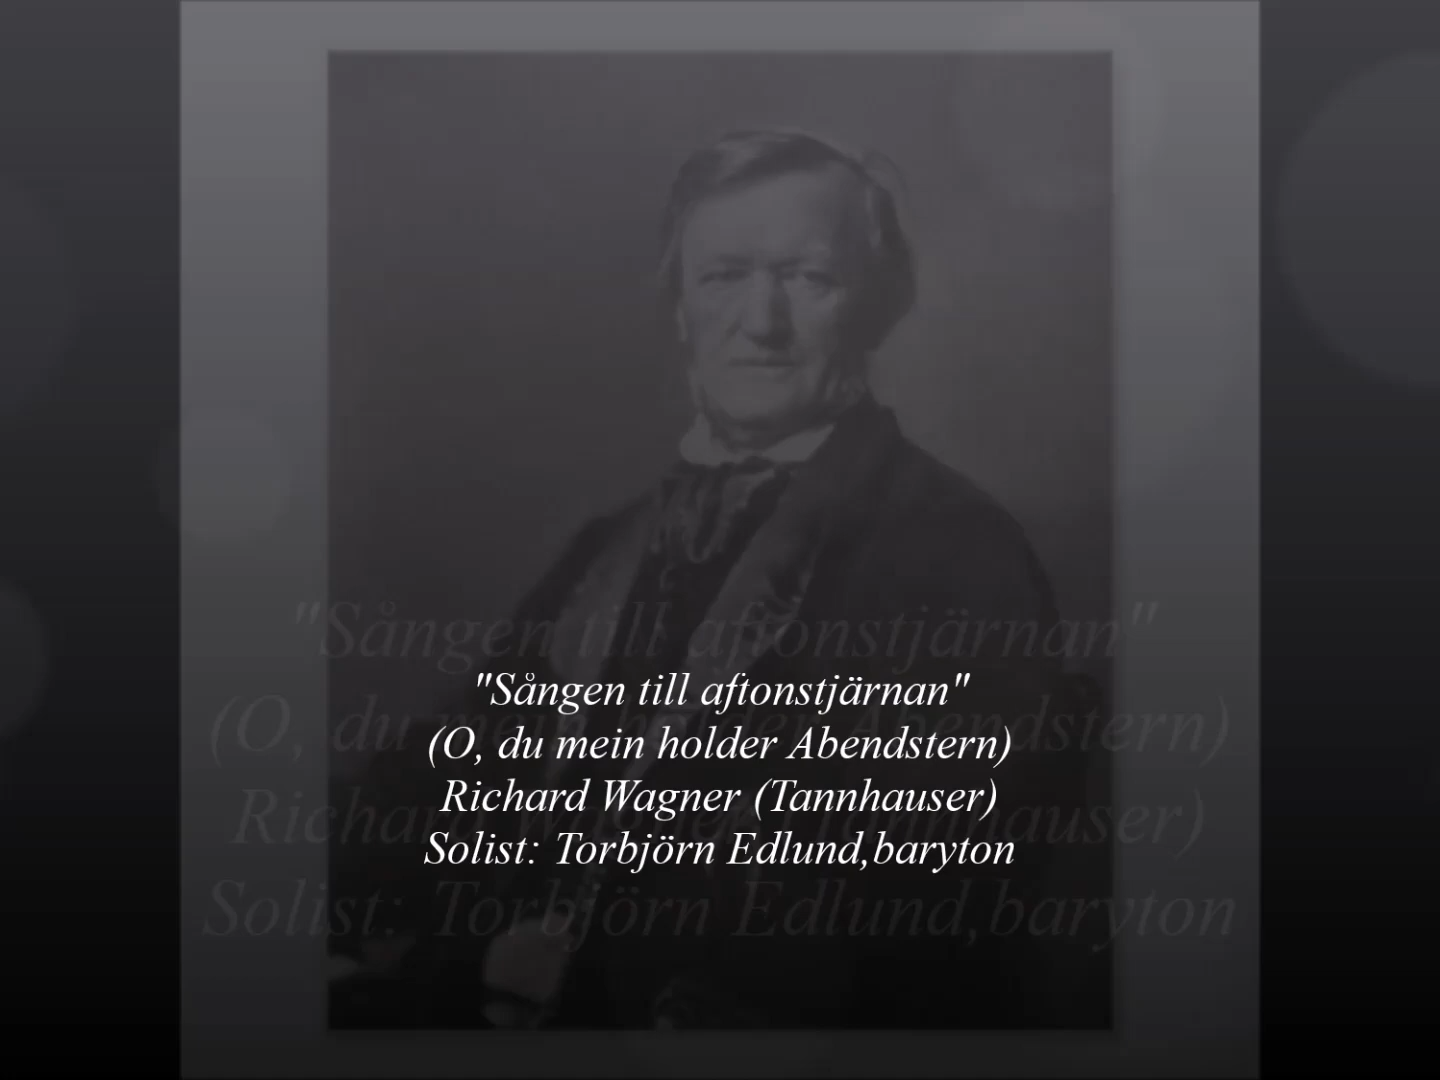 "Sången till aftonstjärnan"
(O, du mein holder Abendstern)
Richard Wagner (Tannhauser)
Solist: Torbjörn Edlund,baryton